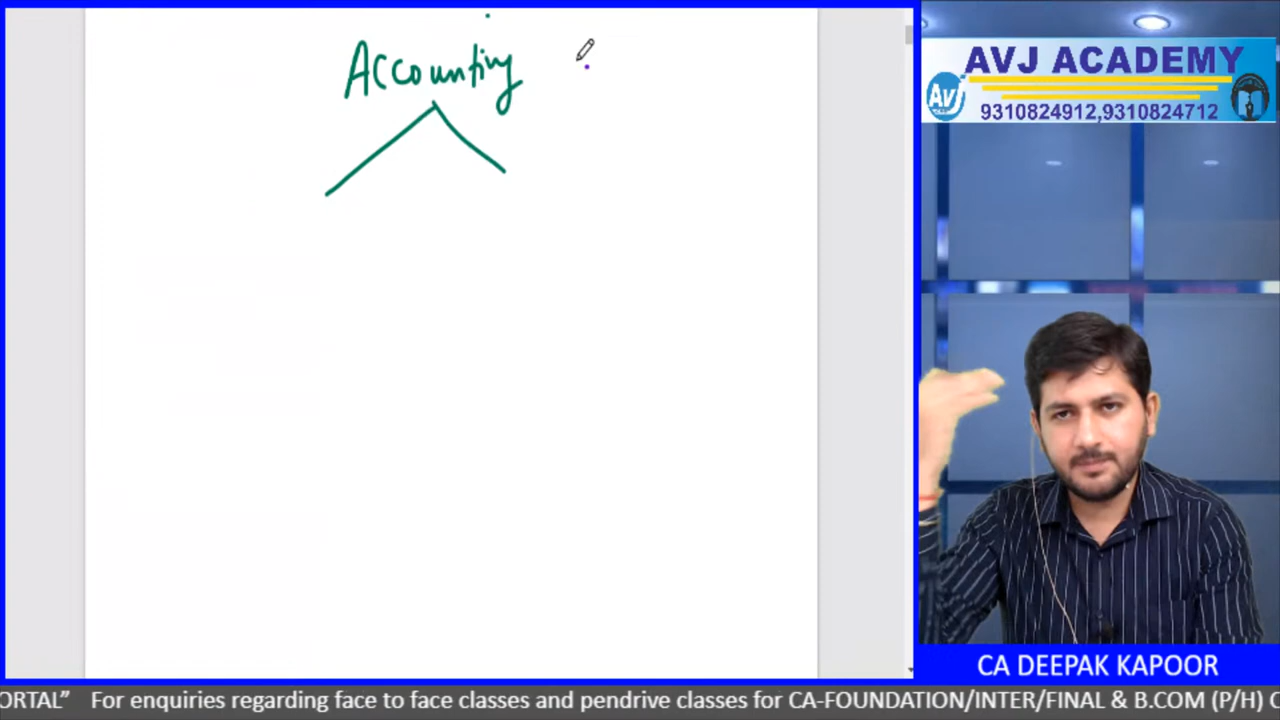 Accounting
AVJ ACADEMY
AV
9310824912,9310824712
CA DEEPAK KAPOOR
ORTAL” For enquiries regarding face to face classes and pendrive classes for CA-FOUNDATION/INTER/FINAL & B.COM (P/H) C